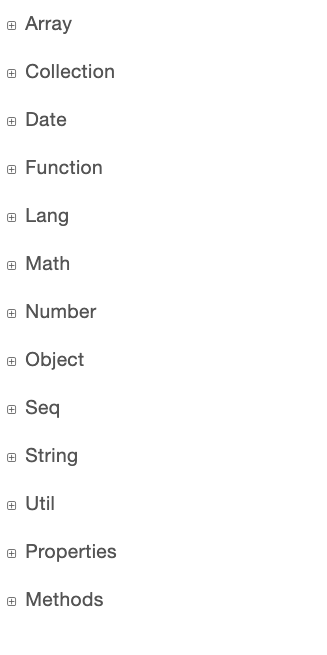 Array
Collection
Date
Function
Lang
Math
Number
Object
Seq
String
Util
Properties
Methods